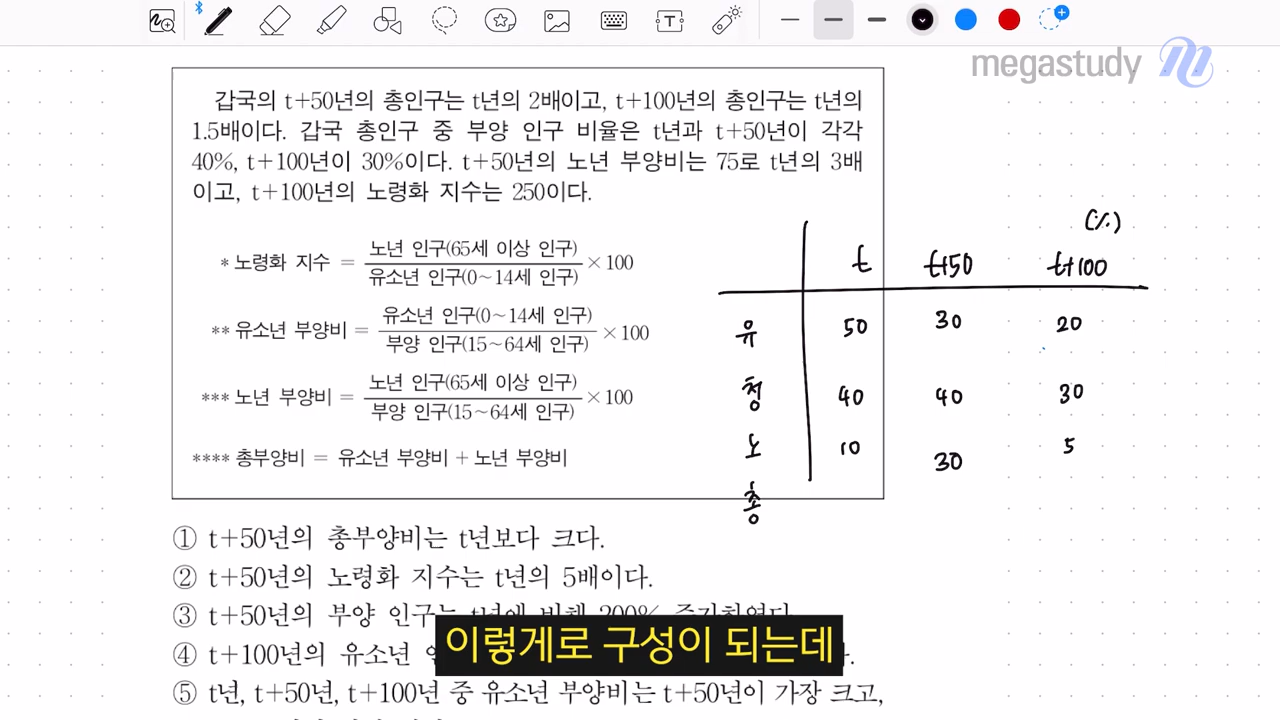 T
megastudy
갑국의 t+50년의 총인구는 t년의 2배이고, t+100년의 총인구는 t년의
1.5배이다. 갑국 총인구 중 부양 인구 비율은 t년과 t+50년이 각각
40%, t+100년이 30%이다. t+50년의 노년 부양비는 75로 t년의 3배
이고, t+100년의 노령화 지수는 250이다.
* 노령화 지수 = 노년 인구(65세 이상 인구) / 유소년 인구(0~14세 인구) ×100
** 유소년 부양비 = 유소년 인구(0~14세 인구) / 부양 인구(15~64세 인구) ×100
*** 노년 부양비 = 노년 인구(65세 이상 인구) / 부양 인구(15~64세 인구) ×100
**** 총부양비 = 유소년 부양비 + 노년 부양비
(%)
t t+50 t+100
유 50 30 20
청 40 40 30
노 10 30 5
총
① t+50년의 총부양비는 t년보다 크다.
② t+50년의 노령화 지수는 t년의 5배이다.
③ t+50년의 부양 인구는 t년에 비해 200% 증가하였다.
④ t+100년의 유소년
이렇게로 구성이 되는데
⑤ t년, t+50년, t+100년 중 유소년 부양비는 t+50년이 가장 크고,